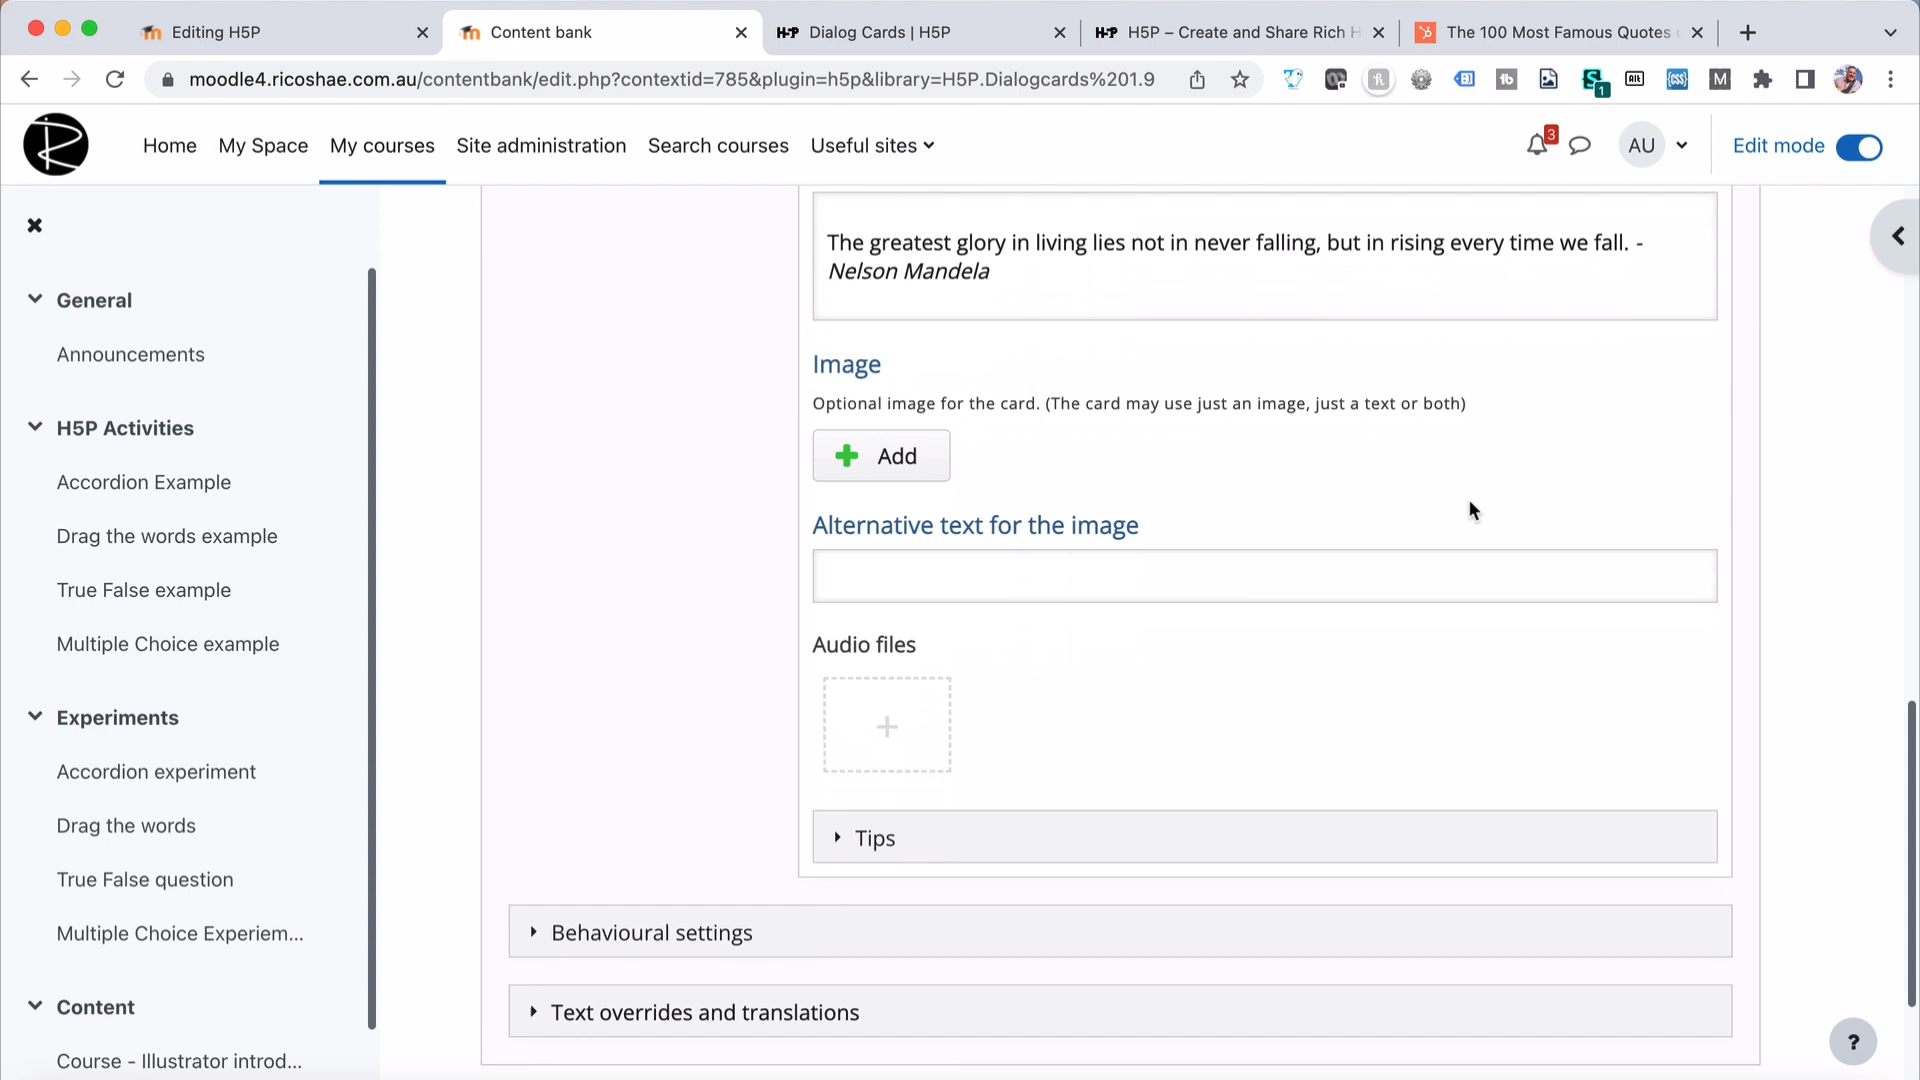 Editing H5P
Content bank
H-P Dialog Cards | H5P
H-P H5P – Create and Share Rich H
The 100 Most Famous Quotes
moodle4.ricoshae.com.au/contentbank/edit.php?contextid=785&plugin=h5p&library=H5P.Dialogcards%201.9
1
Home
My Space
My courses
Site administration
Search courses
Useful sites
3
AU
Edit mode
General
Announcements
H5P Activities
Accordion Example
Drag the words example
True False example
Multiple Choice example
Experiments
Accordion experiment
Drag the words
True False question
Multiple Choice Experiem...
Content
Course - Illustrator introd...
The greatest glory in living lies not in never falling, but in rising every time we fall. -
Nelson Mandela
Image
Optional image for the card. (The card may use just an image, just a text or both)
Add
Alternative text for the image
Audio files
+
Tips
Behavioural settings
Text overrides and translations
?